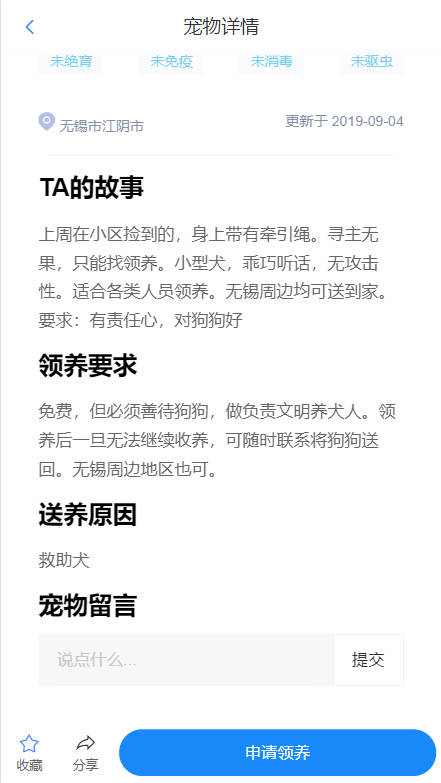 宠物详情
未绝育 未免疫 未消毒 未驱虫
无锡市江阴市 更新于 2019-09-04
TA的故事
上周在小区捡到的，身上带有牵引绳。寻主无
果，只能找领养。小型犬，乖巧听话，无攻击
性。适合各类人员领养。无锡周边均可送到家。
要求：有责任心，对狗狗好
领养要求
免费，但必须善待狗狗，做负责文明养犬人。领
养后一旦无法继续收养，可随时联系将狗狗送
回。无锡周边地区也可。
送养原因
救助犬
宠物留言
说点什么... 提交
收藏 分享 申请领养